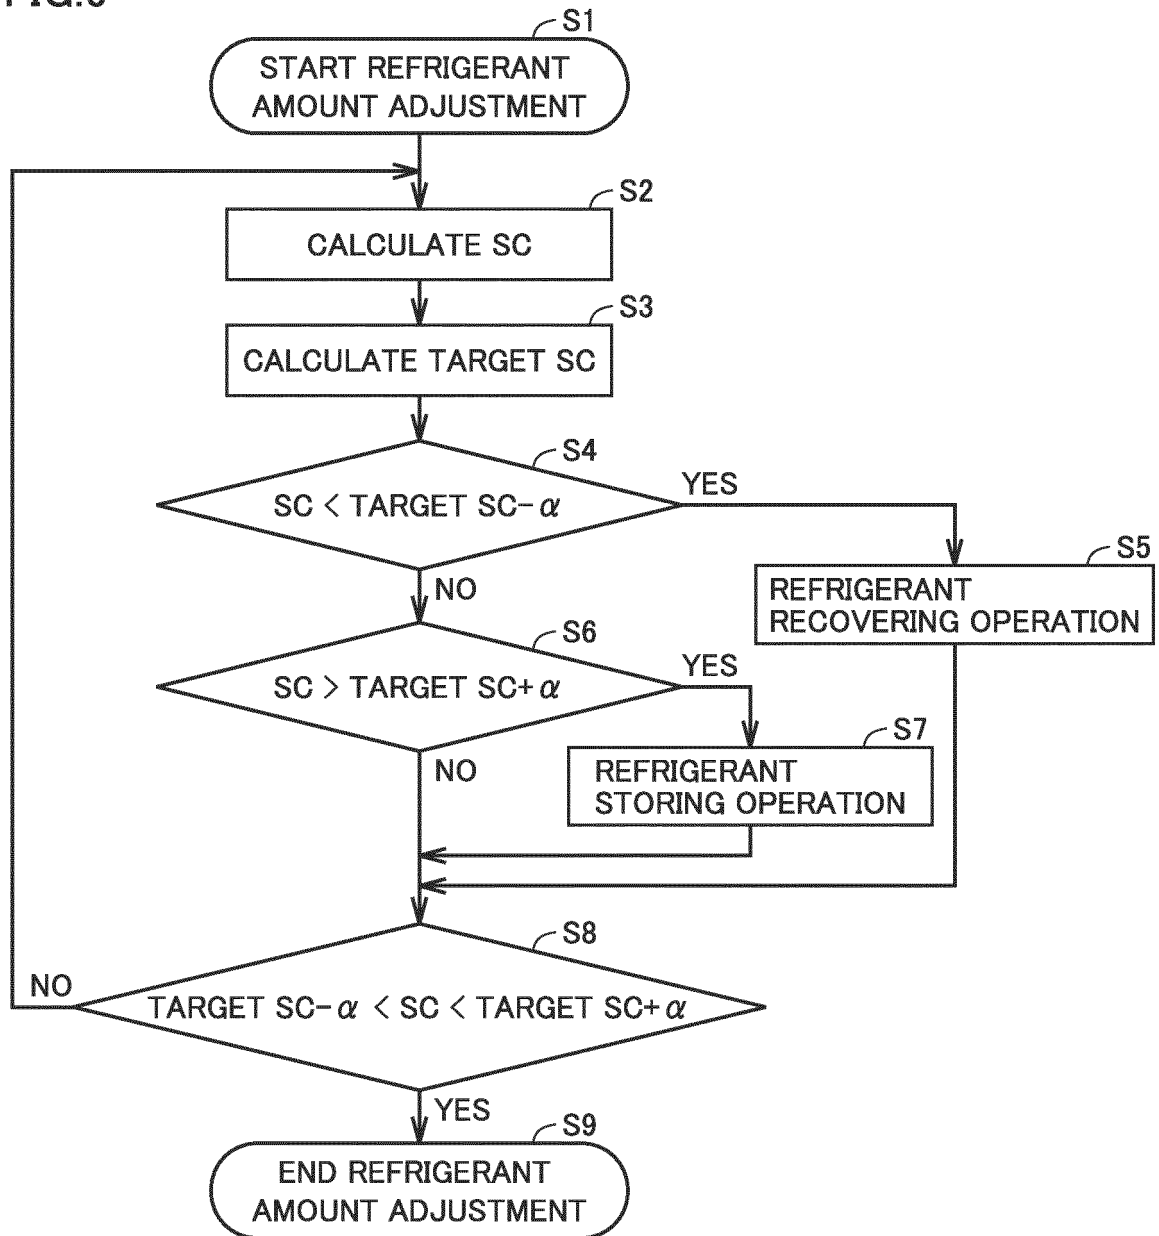 S1
START REFRIGERANT
AMOUNT ADJUSTMENT
S2
CALCULATE SC
S3
CALCULATE TARGET SC
S4
SC < TARGET SC-α
YES
NO
S5
REFRIGERANT
RECOVERING OPERATION
S6
SC > TARGET SC+α
YES
NO
S7
REFRIGERANT
STORING OPERATION
S8
NO
TARGET SC-α < SC < TARGET SC+α
YES
S9
END REFRIGERANT
AMOUNT ADJUSTMENT